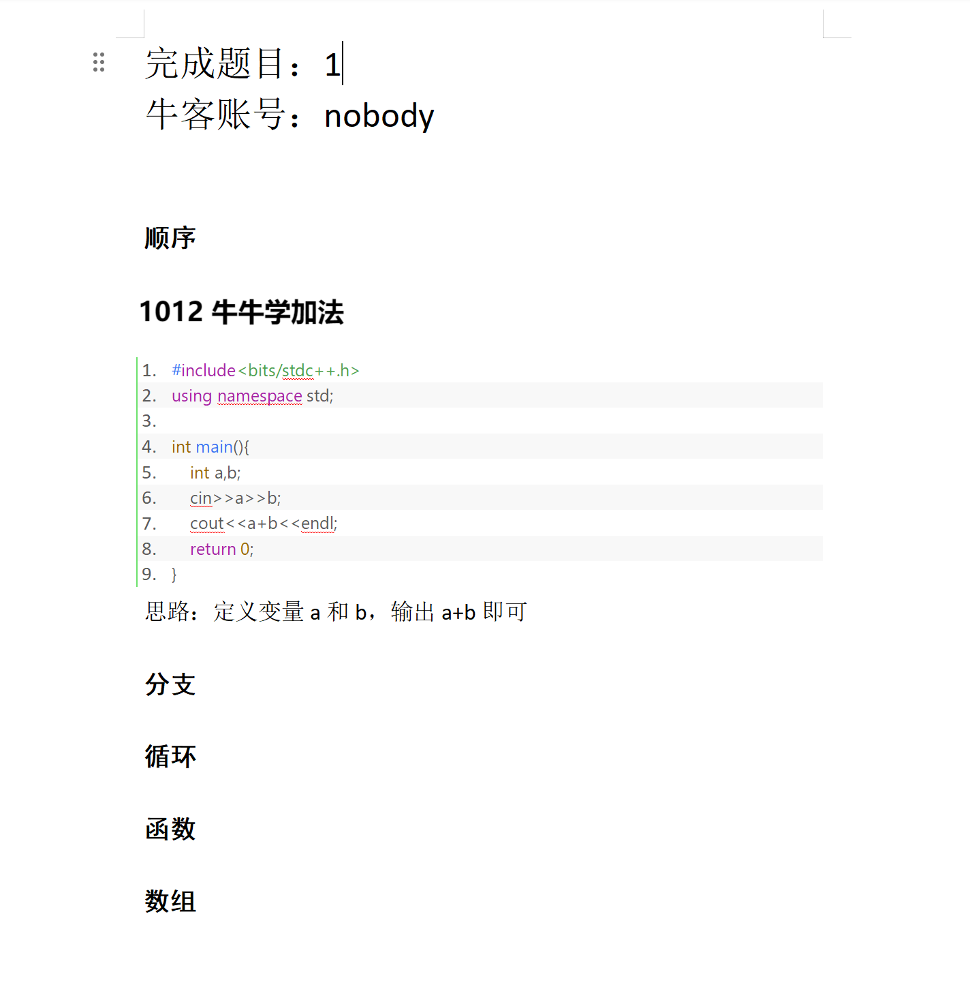 完成题目：1
牛客账号：nobody
顺序
1012 牛牛学加法
1. #include<bits/stdc++.h>
2. using namespace std;
3.
4. int main(){
5. int a,b;
6. cin>>a>>b;
7. cout<<a+b<<endl;
8. return 0;
9. }
思路：定义变量 a 和 b，输出 a+b 即可
分支
循环
函数
数组